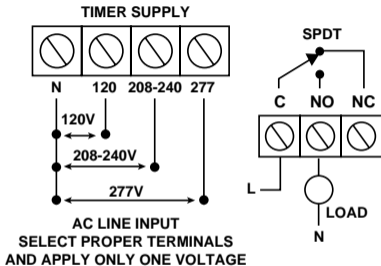 TIMER SUPPLY
N 120 208-240 277
120V
208-240V
277V
AC LINE INPUT
SELECT PROPER TERMINALS
AND APPLY ONLY ONE VOLTAGE
SPDT
C NO NC
L
LOAD
N